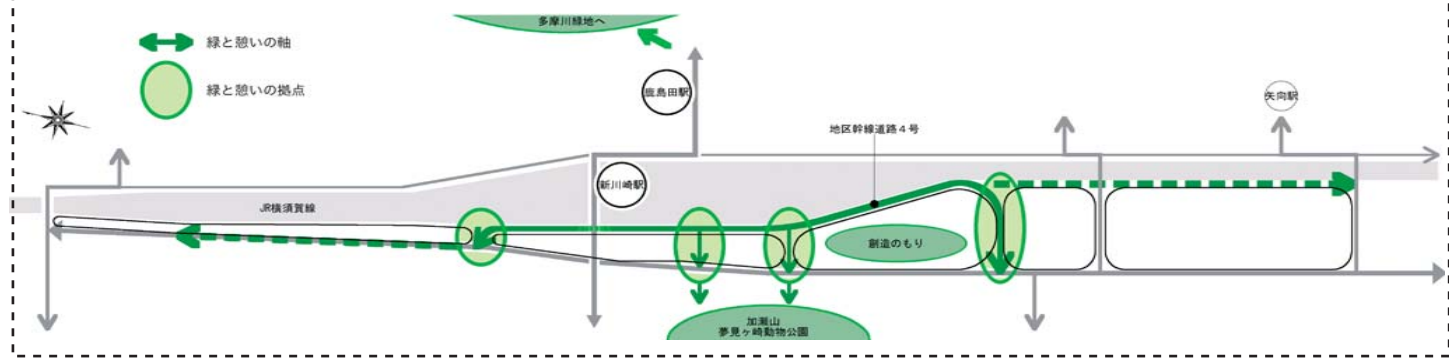 多摩川緑地へ
緑と憩いの軸
緑と憩いの拠点
鹿島田駅
矢向駅
地区幹線道路４号
新川崎駅
JR横須賀線
創造のもり
加瀬山
夢見ヶ崎動物公園